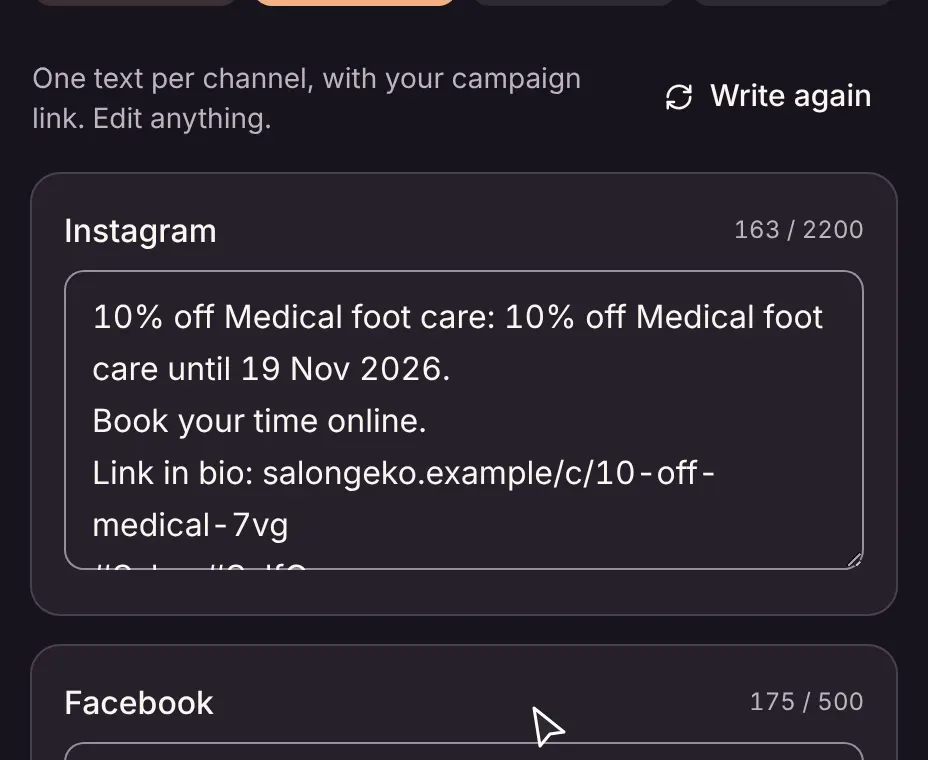 One text per channel, with your campaign
link. Edit anything.
Write again
Instagram
163 / 2200
10% off Medical foot care: 10% off Medical foot
care until 19 Nov 2026.
Book your time online.
Link in bio: salongeko.example/c/10-off-
medical-7vg
Facebook
175 / 500